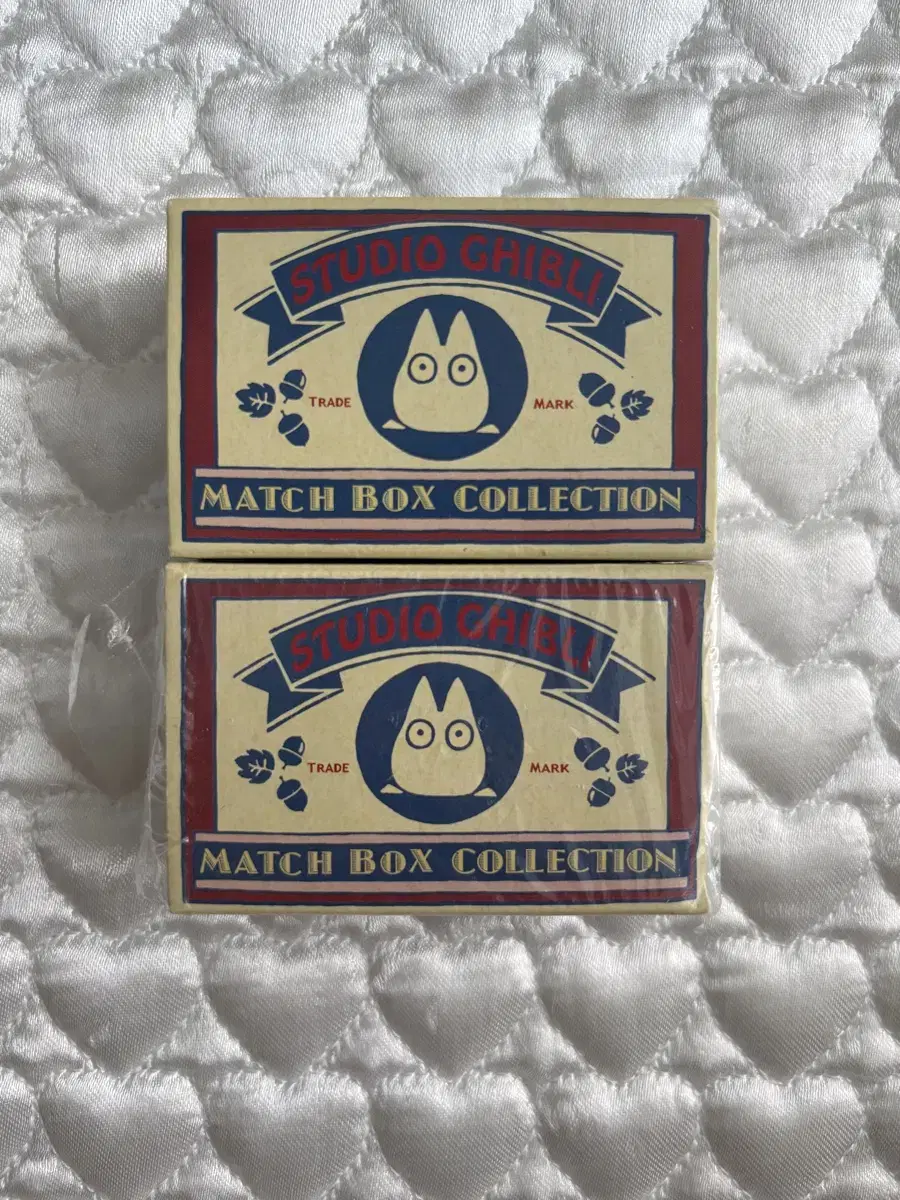 STUDIO GHIBLI
TRADE MARK
MATCH BOX COLLECTION
STUDIO GHIBLI
TRADE MARK
MATCH BOX COLLECTION